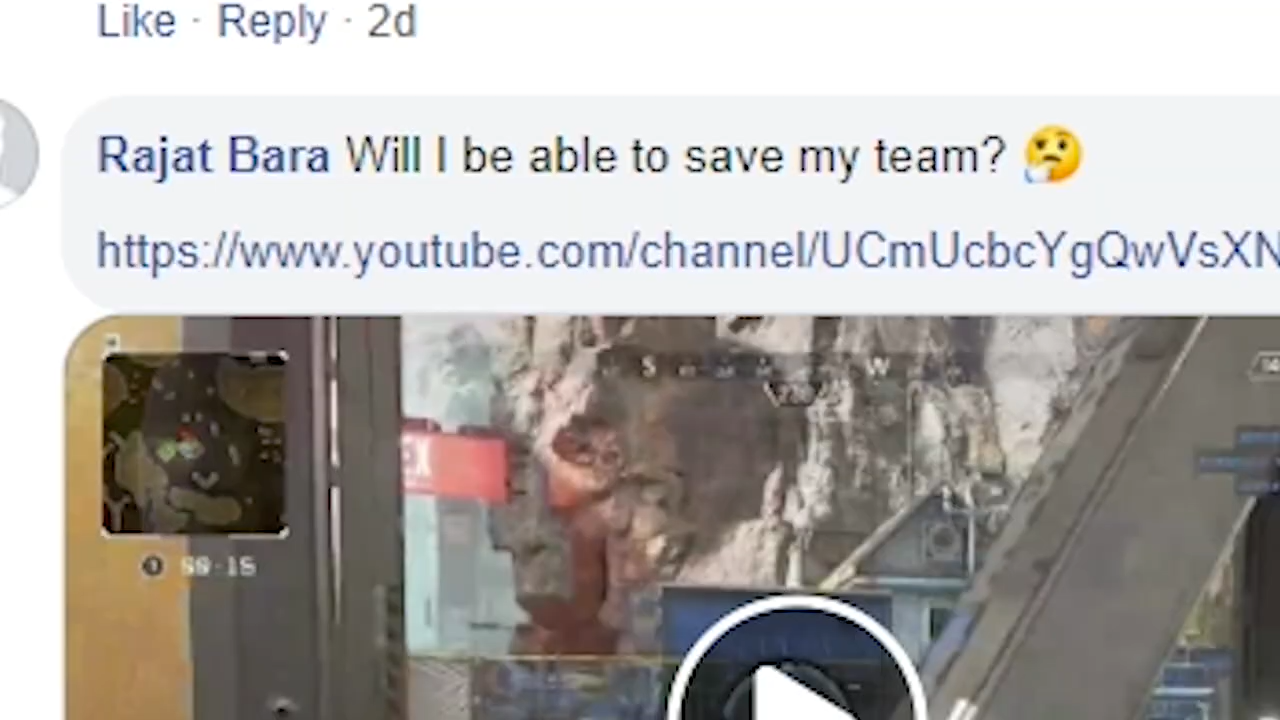 Like · Reply · 2d
Rajat Bara Will I be able to save my team? 🤔
https://www.youtube.com/channel/UCmUcbcYgQwVsXN
S W